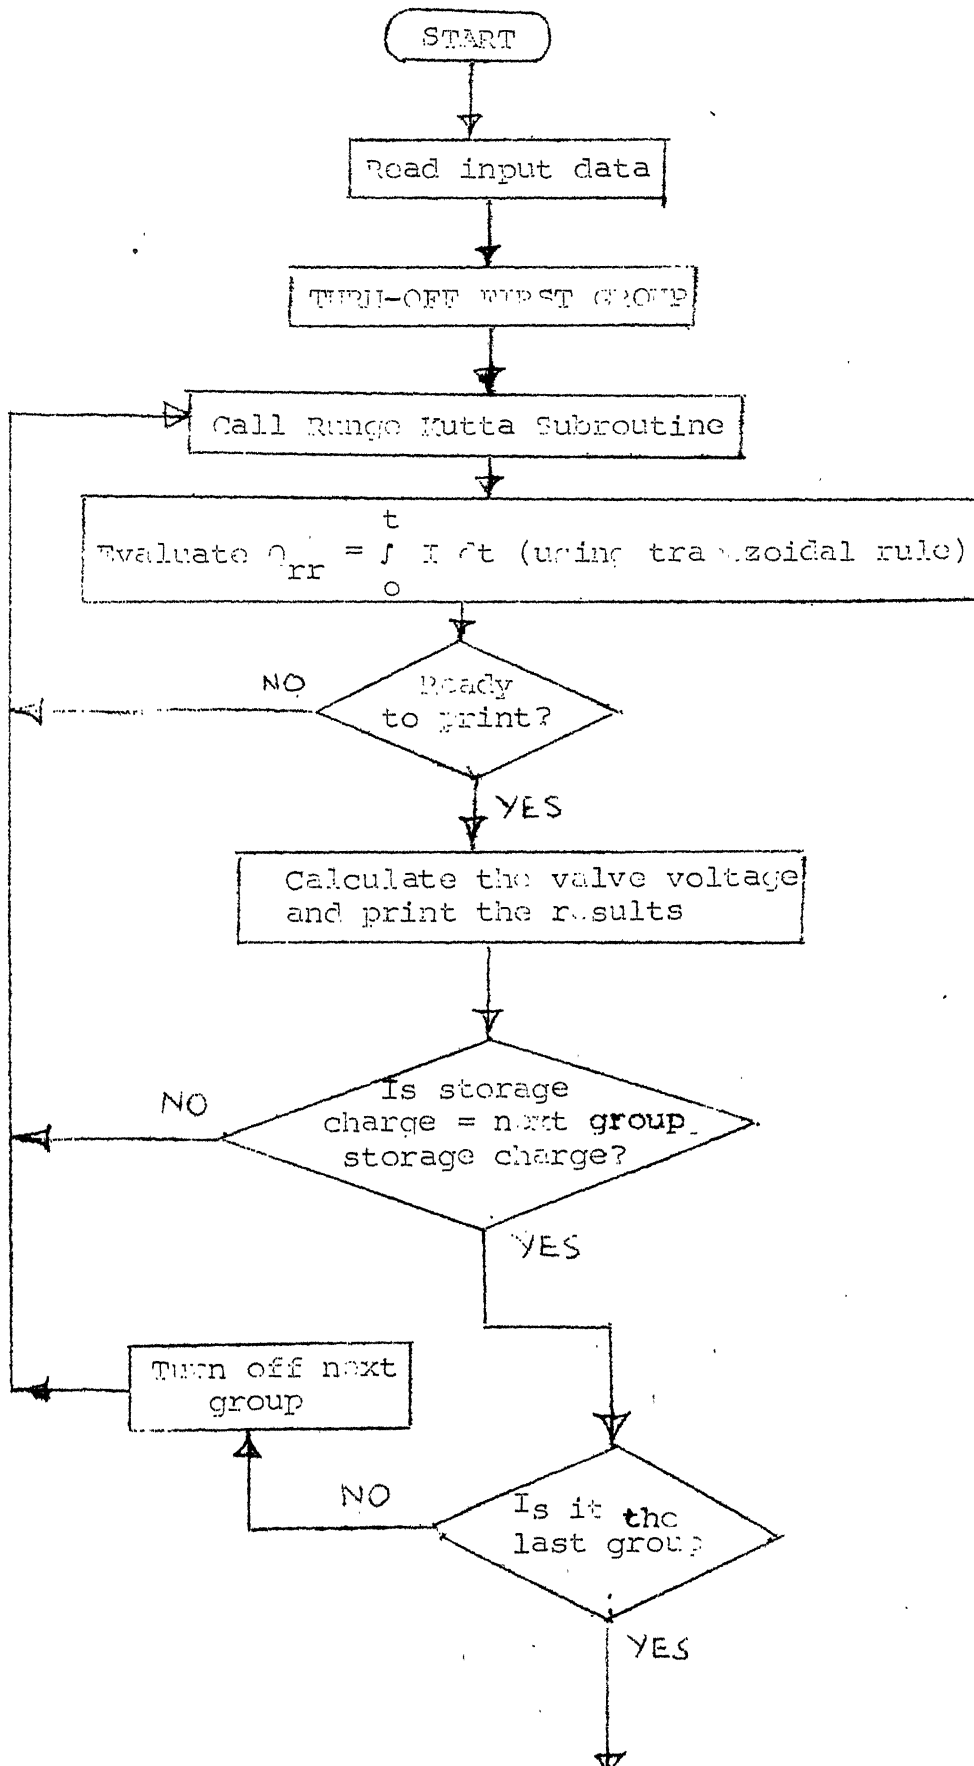 START
Read input data
TURN-OFF FIRST GROUP
Call Runge Kutta Subroutine
t
Evaluate Qrr = ∫ I dt (using trapezoidal rule)
o
NO
Ready
to print?
YES
Calculate the valve voltage
and print the results
Is storage
NO
charge = next group
storage charge?
YES
Turn off next
group
NO
Is it the
last group?
YES